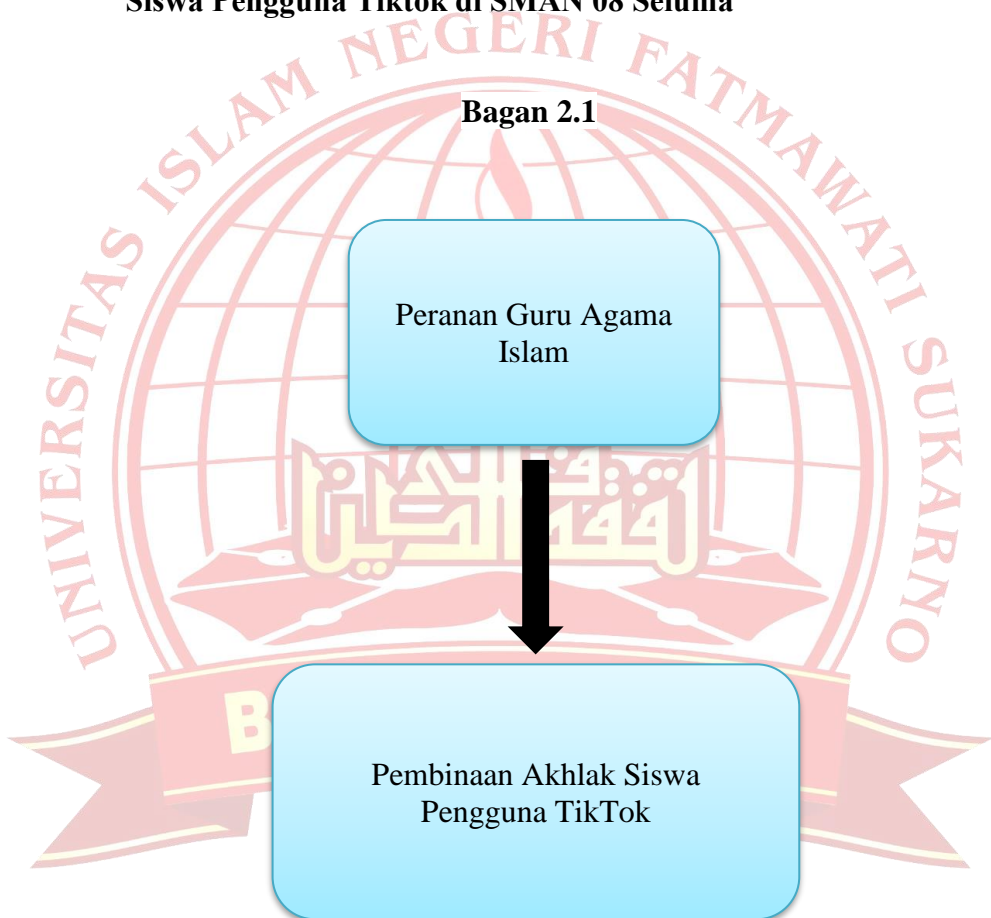 Siswa Pengguna Tiktok di SMAN 08 Seluma
UNIVERSITAS ISLAM NEGERI FATMAWATI SUKARNO
Bagan 2.1
Peranan Guru Agama
Islam
Pembinaan Akhlak Siswa
Pengguna TikTok
B